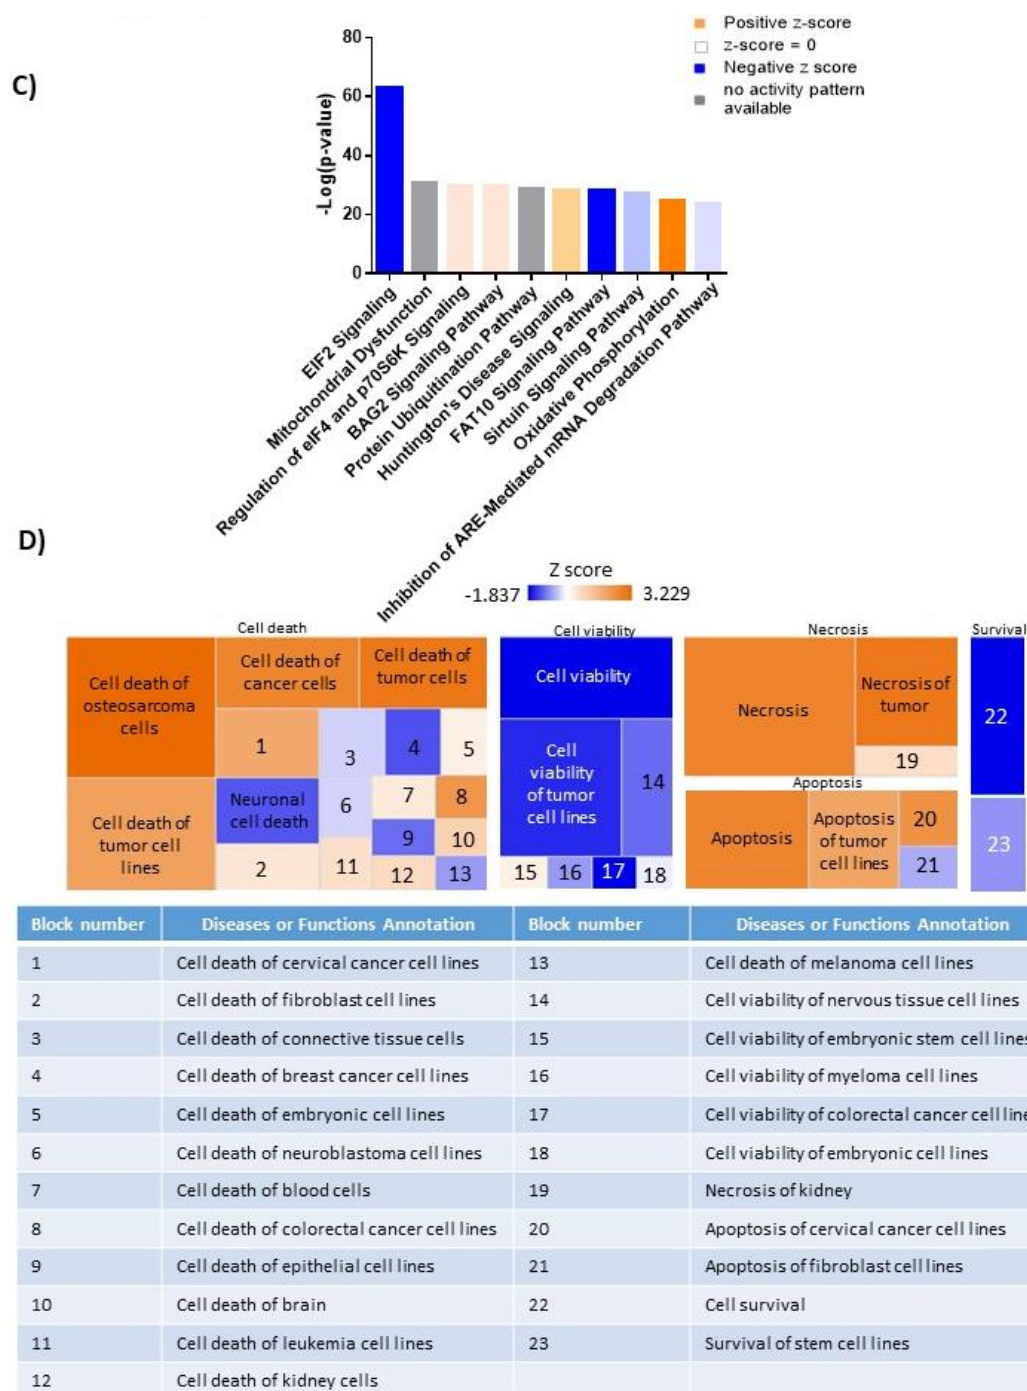 C)
80
60
40
20
0
-Log(p-value)
Positive z-score
z-score = 0
Negative z score
no activity pattern
available
EIF2 Signaling
Mitochondrial Dysfunction
Regulation of eIF4 and p70S6K Signaling
BAG2 Signaling Pathway
Protein Ubiquitination Pathway
Huntington's Disease Signaling
FAT10 Signaling Pathway
Sirtuin Signaling Pathway
Oxidative Phosphorylation
Inhibition of ARE-Mediated mRNA Degradation Pathway
D)
Z score
-1.837 3.229
Cell death
Cell death of
osteosarcoma
cells
Cell death of
cancer cells
Cell death of
tumor cells
1
3
4
5
Cell death of
tumor cell
lines
Neuronal
cell death
6
7
8
9
10
2
11
12
13
Cell viability
Cell viability
Cell
viability
of tumor
cell lines
14
15
16
17
18
Necrosis
Necrosis
Necrosis of
tumor
19
Apoptosis
Apoptosis
Apoptosis
of tumor
cell lines
20
21
Survival
22
23
Block number Diseases or Functions Annotation Block number Diseases or Functions Annotation
1 Cell death of cervical cancer cell lines 13 Cell death of melanoma cell lines
2 Cell death of fibroblast cell lines 14 Cell viability of nervous tissue cell lines
3 Cell death of connective tissue cells 15 Cell viability of embryonic stem cell lines
4 Cell death of breast cancer cell lines 16 Cell viability of myeloma cell lines
5 Cell death of embryonic cell lines 17 Cell viability of colorectal cancer cell line
6 Cell death of neuroblastoma cell lines 18 Cell viability of embryonic cell lines
7 Cell death of blood cells 19 Necrosis of kidney
8 Cell death of colorectal cancer cell lines 20 Apoptosis of cervical cancer cell lines
9 Cell death of epithelial cell lines 21 Apoptosis of fibroblast cell lines
10 Cell death of brain 22 Cell survival
11 Cell death of leukemia cell lines 23 Survival of stem cell lines
12 Cell death of kidney cells